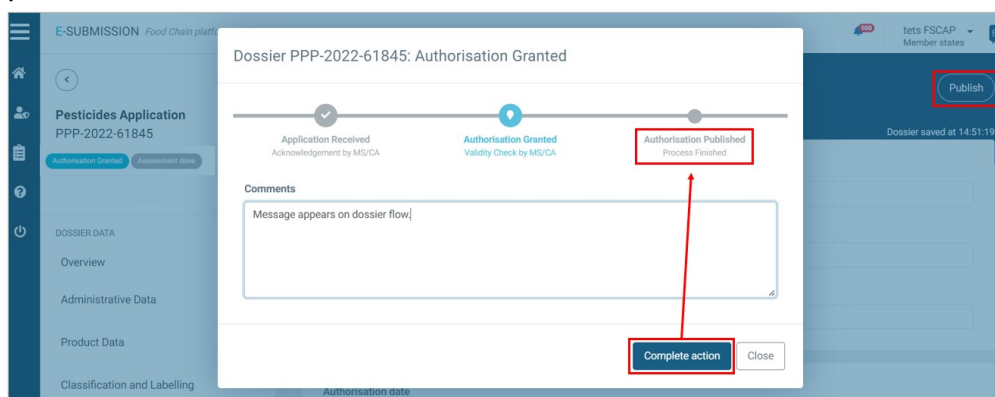 E-SUBMISSION Food Chain platfo
500
tets FSCAP
Member states
Publish
Dossier saved at 14:51:19
Pesticides Application
PPP-2022-61845
Authorisation Granted
Assessment done
DOSSIER DATA
Overview
Administrative Data
Product Data
Classification and Labelling
Dossier PPP-2022-61845: Authorisation Granted
Application Received
Acknowledgement by MS/CA
Authorisation Granted
Validity Check by MS/CA
Authorisation Published
Process Finished
Comments
Message appears on dossier flow.
Complete action
Close
Authorisation date